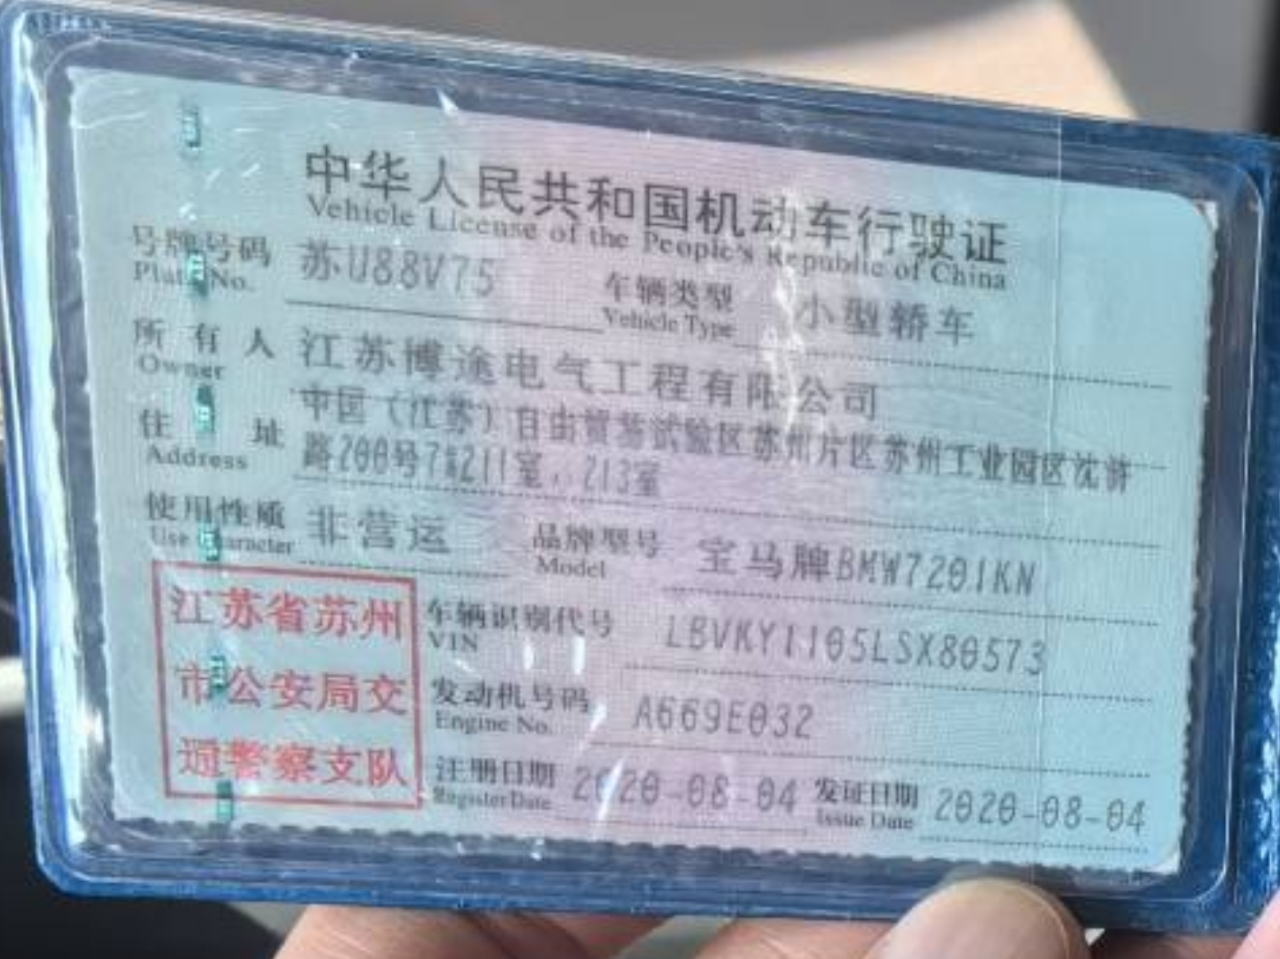 中华人民共和国机动车行驶证
Vehicle License of the People's Republic of China
号牌号码 苏U88V75 车辆类型 小型轿车
Plate No. Vehicle Type
所有人 江苏博途电气工程有限公司
Owner
住址 中国（江苏）自由贸易试验区苏州片区苏州工业园区沈浒
Address 路200号7幢211室，213室
使用性质 非营运 品牌型号 宝马牌BMW7201KN
Use Character Model
江苏省苏州
市公安局交
通警察支队
车辆识别代号 LBVKY1105LSX80573
VIN
发动机号码 A669E032
Engine No.
注册日期 2020-08-04 发证日期 2020-08-04
Register Date Issue Date